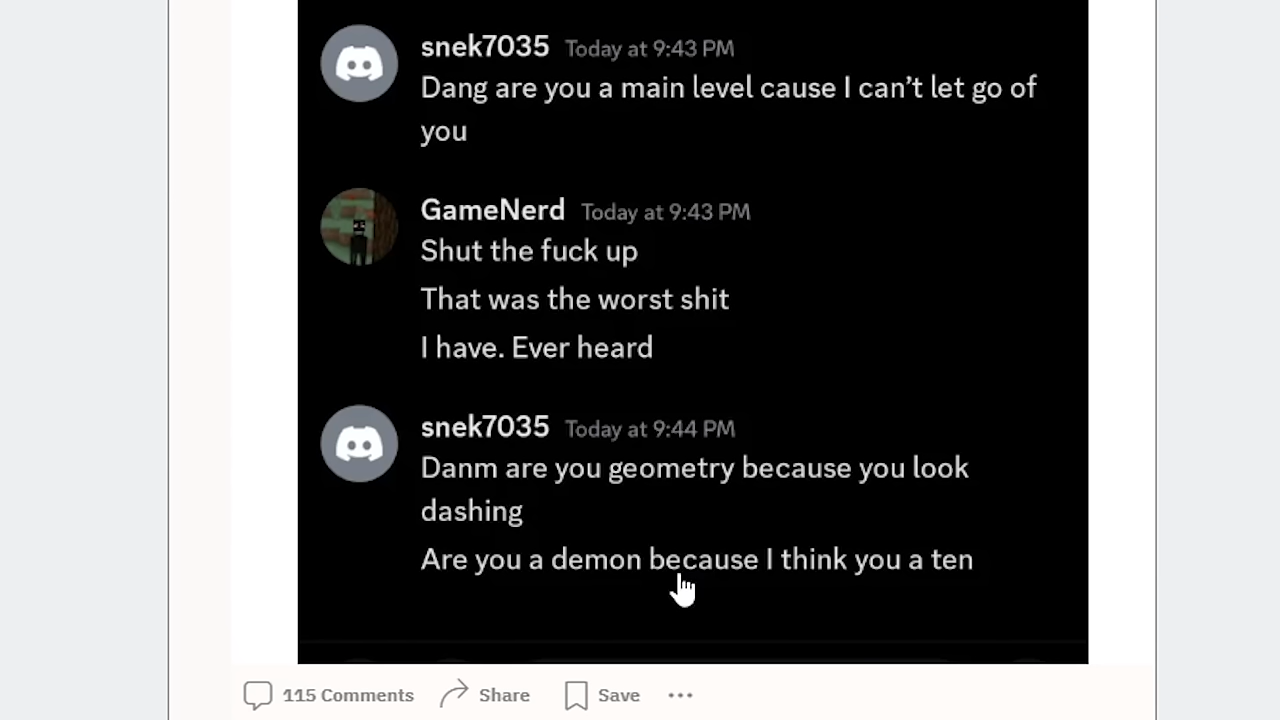 snek7035 Today at 9:43 PM
Dang are you a main level cause I can’t let go of
you
GameNerd Today at 9:43 PM
Shut the fuck up
That was the worst shit
I have. Ever heard
snek7035 Today at 9:44 PM
Danm are you geometry because you look
dashing
Are you a demon because I think you a ten
115 Comments Share Save